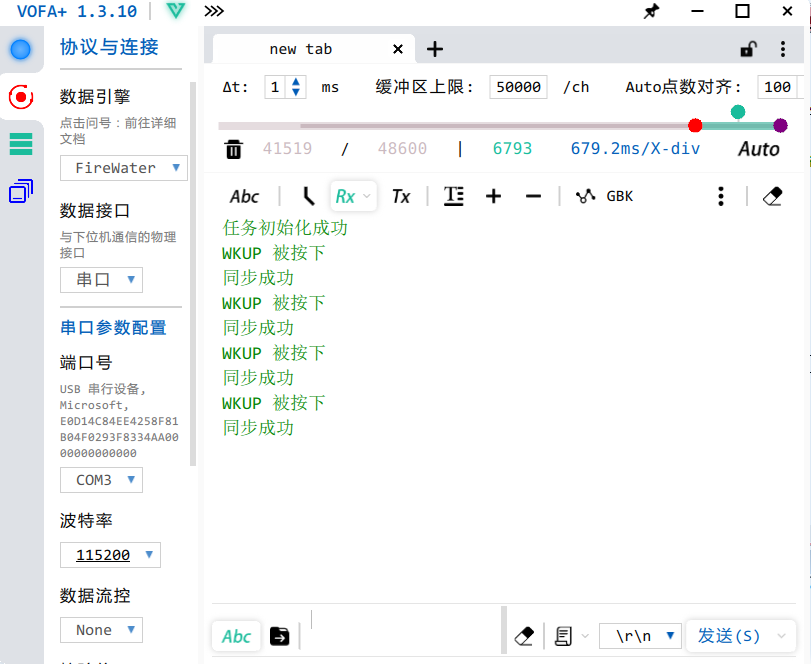 VOFA+ 1.3.10
协议与连接
数据引擎
点击问号：前往详细
文档
FireWater
数据接口
与下位机通信的物理
接口
串口
串口参数配置
端口号
USB 串行设备,
Microsoft,
E0D14C84EE4258F81
B04F0293F8334AA00
00000000000
COM3
波特率
115200
数据流控
None
new tab
Δt: 1 ms 缓冲区上限: 50000 /ch Auto点数对齐: 100
41519 / 48600 | 6793 679.2ms/X-div Auto
Abc Rx Tx GBK
任务初始化成功
WKUP 被按下
同步成功
WKUP 被按下
同步成功
WKUP 被按下
同步成功
WKUP 被按下
同步成功
Abc \r\n 发送(S)